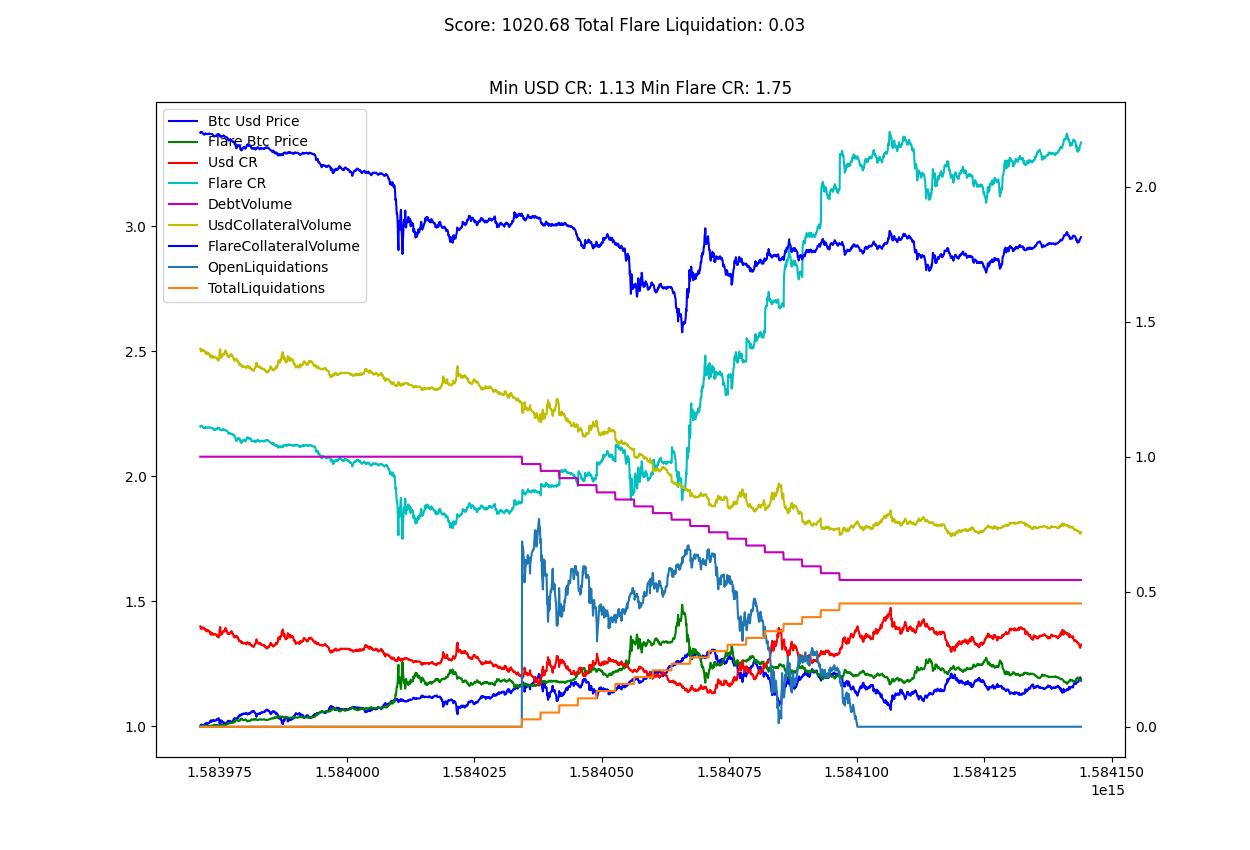 Score: 1020.68 Total Flare Liquidation: 0.03
Min USD CR: 1.13 Min Flare CR: 1.75
Btc Usd Price
Flare Btc Price
Usd CR
Flare CR
DebtVolume
UsdCollateralVolume
FlareCollateralVolume
OpenLiquidations
TotalLiquidations
3.0
2.5
2.0
1.5
1.0
2.0
1.5
1.0
0.5
0.0
1.583975 1.584000 1.584025 1.584050 1.584075 1.584100 1.584125 1.584150
1e15